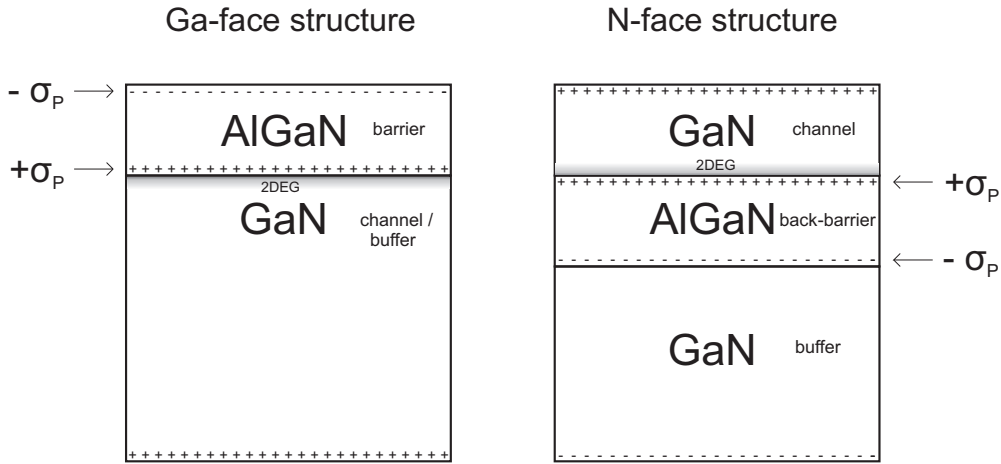 Ga-face structure
- σP
- - - - - - - - - - - - - - - - - - - - - - - - - -
AlGaN barrier
+σP
+ + + + + + + + + + + + + + + + + + + + + + + + + +
2DEG
GaN channel /
buffer
+ + + + + + + + + + + + + + + + + + + + + + + + + +
N-face structure
+ + + + + + + + + + + + + + + + + + + + + + + + + +
GaN channel
2DEG
+ + + + + + + + + + + + + + + + + + + + + + + + + +
+σP
AlGaN back-barrier
- - - - - - - - - - - - - - - - - - - - - - - - - -
- σP
GaN buffer
- - - - - - - - - - - - - - - - - - - - - - - - - -